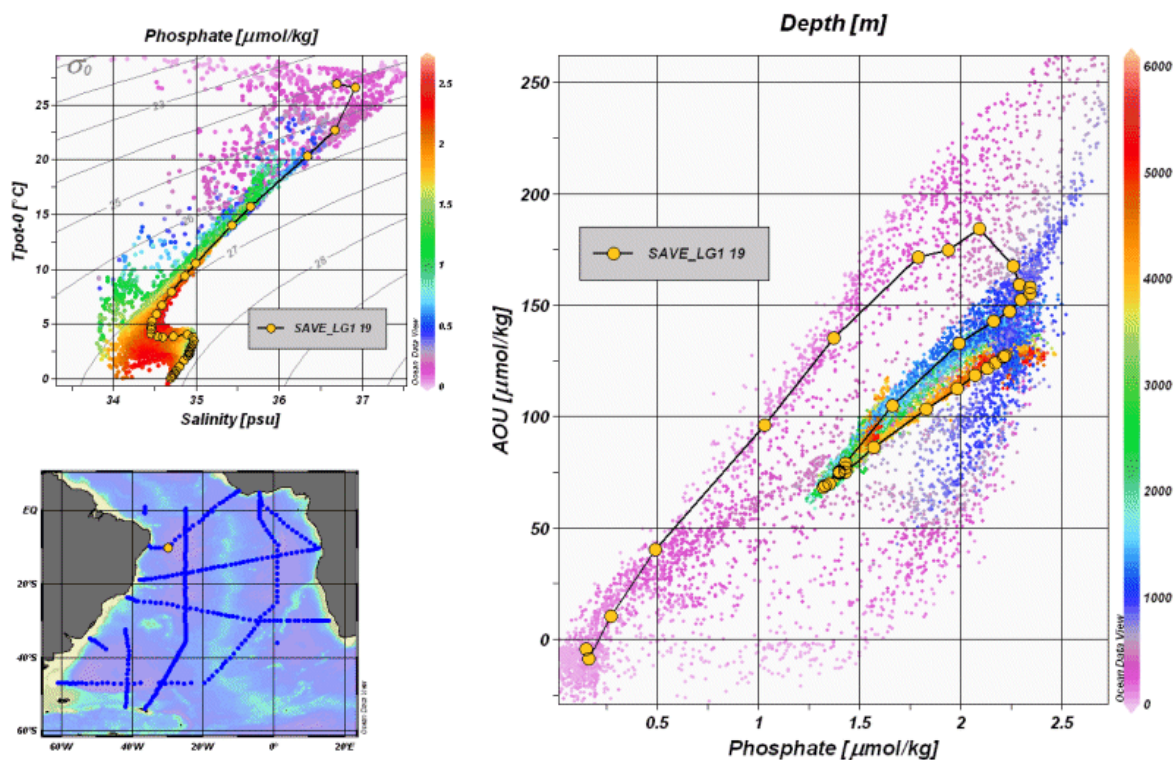 Phosphate [μmol/kg]
σ0
23
25
26
27
28
Tpot-0 [°C]
25
20
15
10
5
0
34
35
36
37
Salinity [psu]
SAVE_LG1 19
Ocean Data View
2.5
2
1.5
1
0.5
0
EQ
20°S
40°S
60°S
60°W
40°W
20°W
0°
20°E
Ocean Data View
Depth [m]
AOU [μmol/kg]
250
200
150
100
50
0
0.5
1
1.5
2
2.5
Phosphate [μmol/kg]
SAVE_LG1 19
Ocean Data View
6000
5000
4000
3000
2000
1000
0